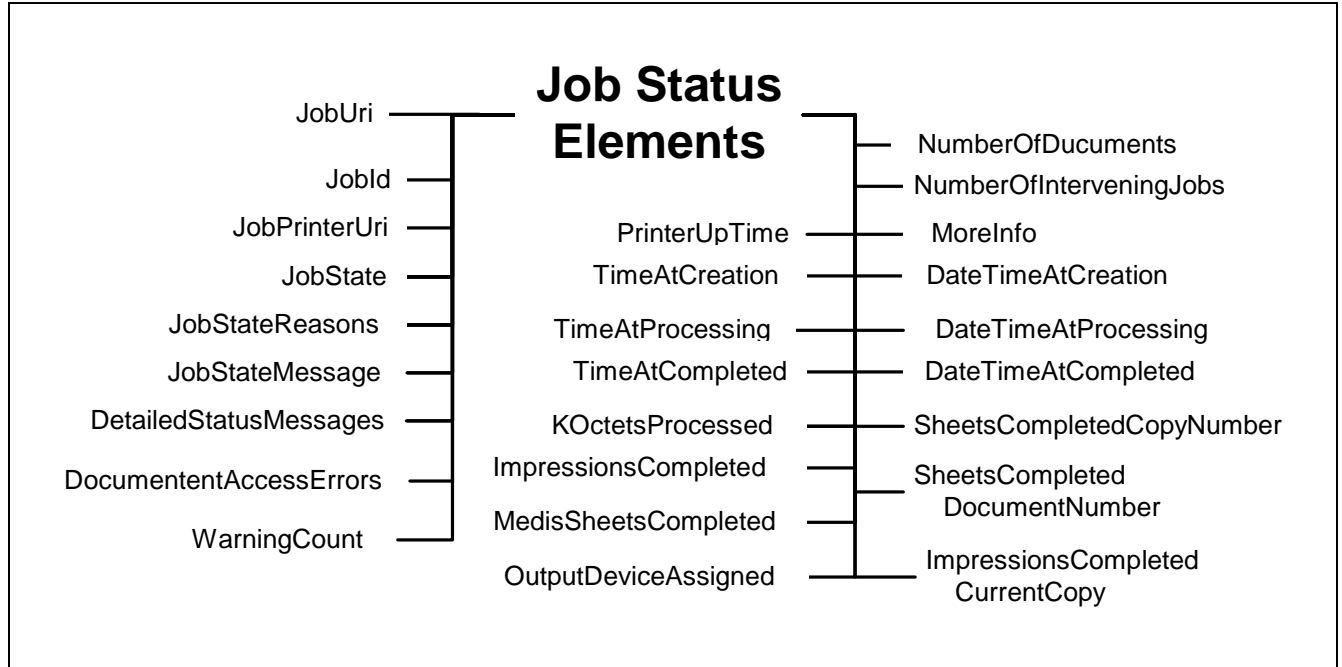 Job Status
Elements
JobUri
JobId
JobPrinterUri
JobState
JobStateReasons
JobStateMessage
DetailedStatusMessages
DocumententAccessErrors
WarningCount
PrinterUpTime
TimeAtCreation
TimeAtProcessing
TimeAtCompleted
KOctetsProcessed
ImpressionsCompleted
MedisSheetsCompleted
OutputDeviceAssigned
NumberOfDucuments
NumberOfInterveningJobs
MoreInfo
DateTimeAtCreation
DateTimeAtProcessing
DateTimeAtCompleted
SheetsCompletedCopyNumber
SheetsCompleted
DocumentNumber
ImpressionsCompleted
CurrentCopy